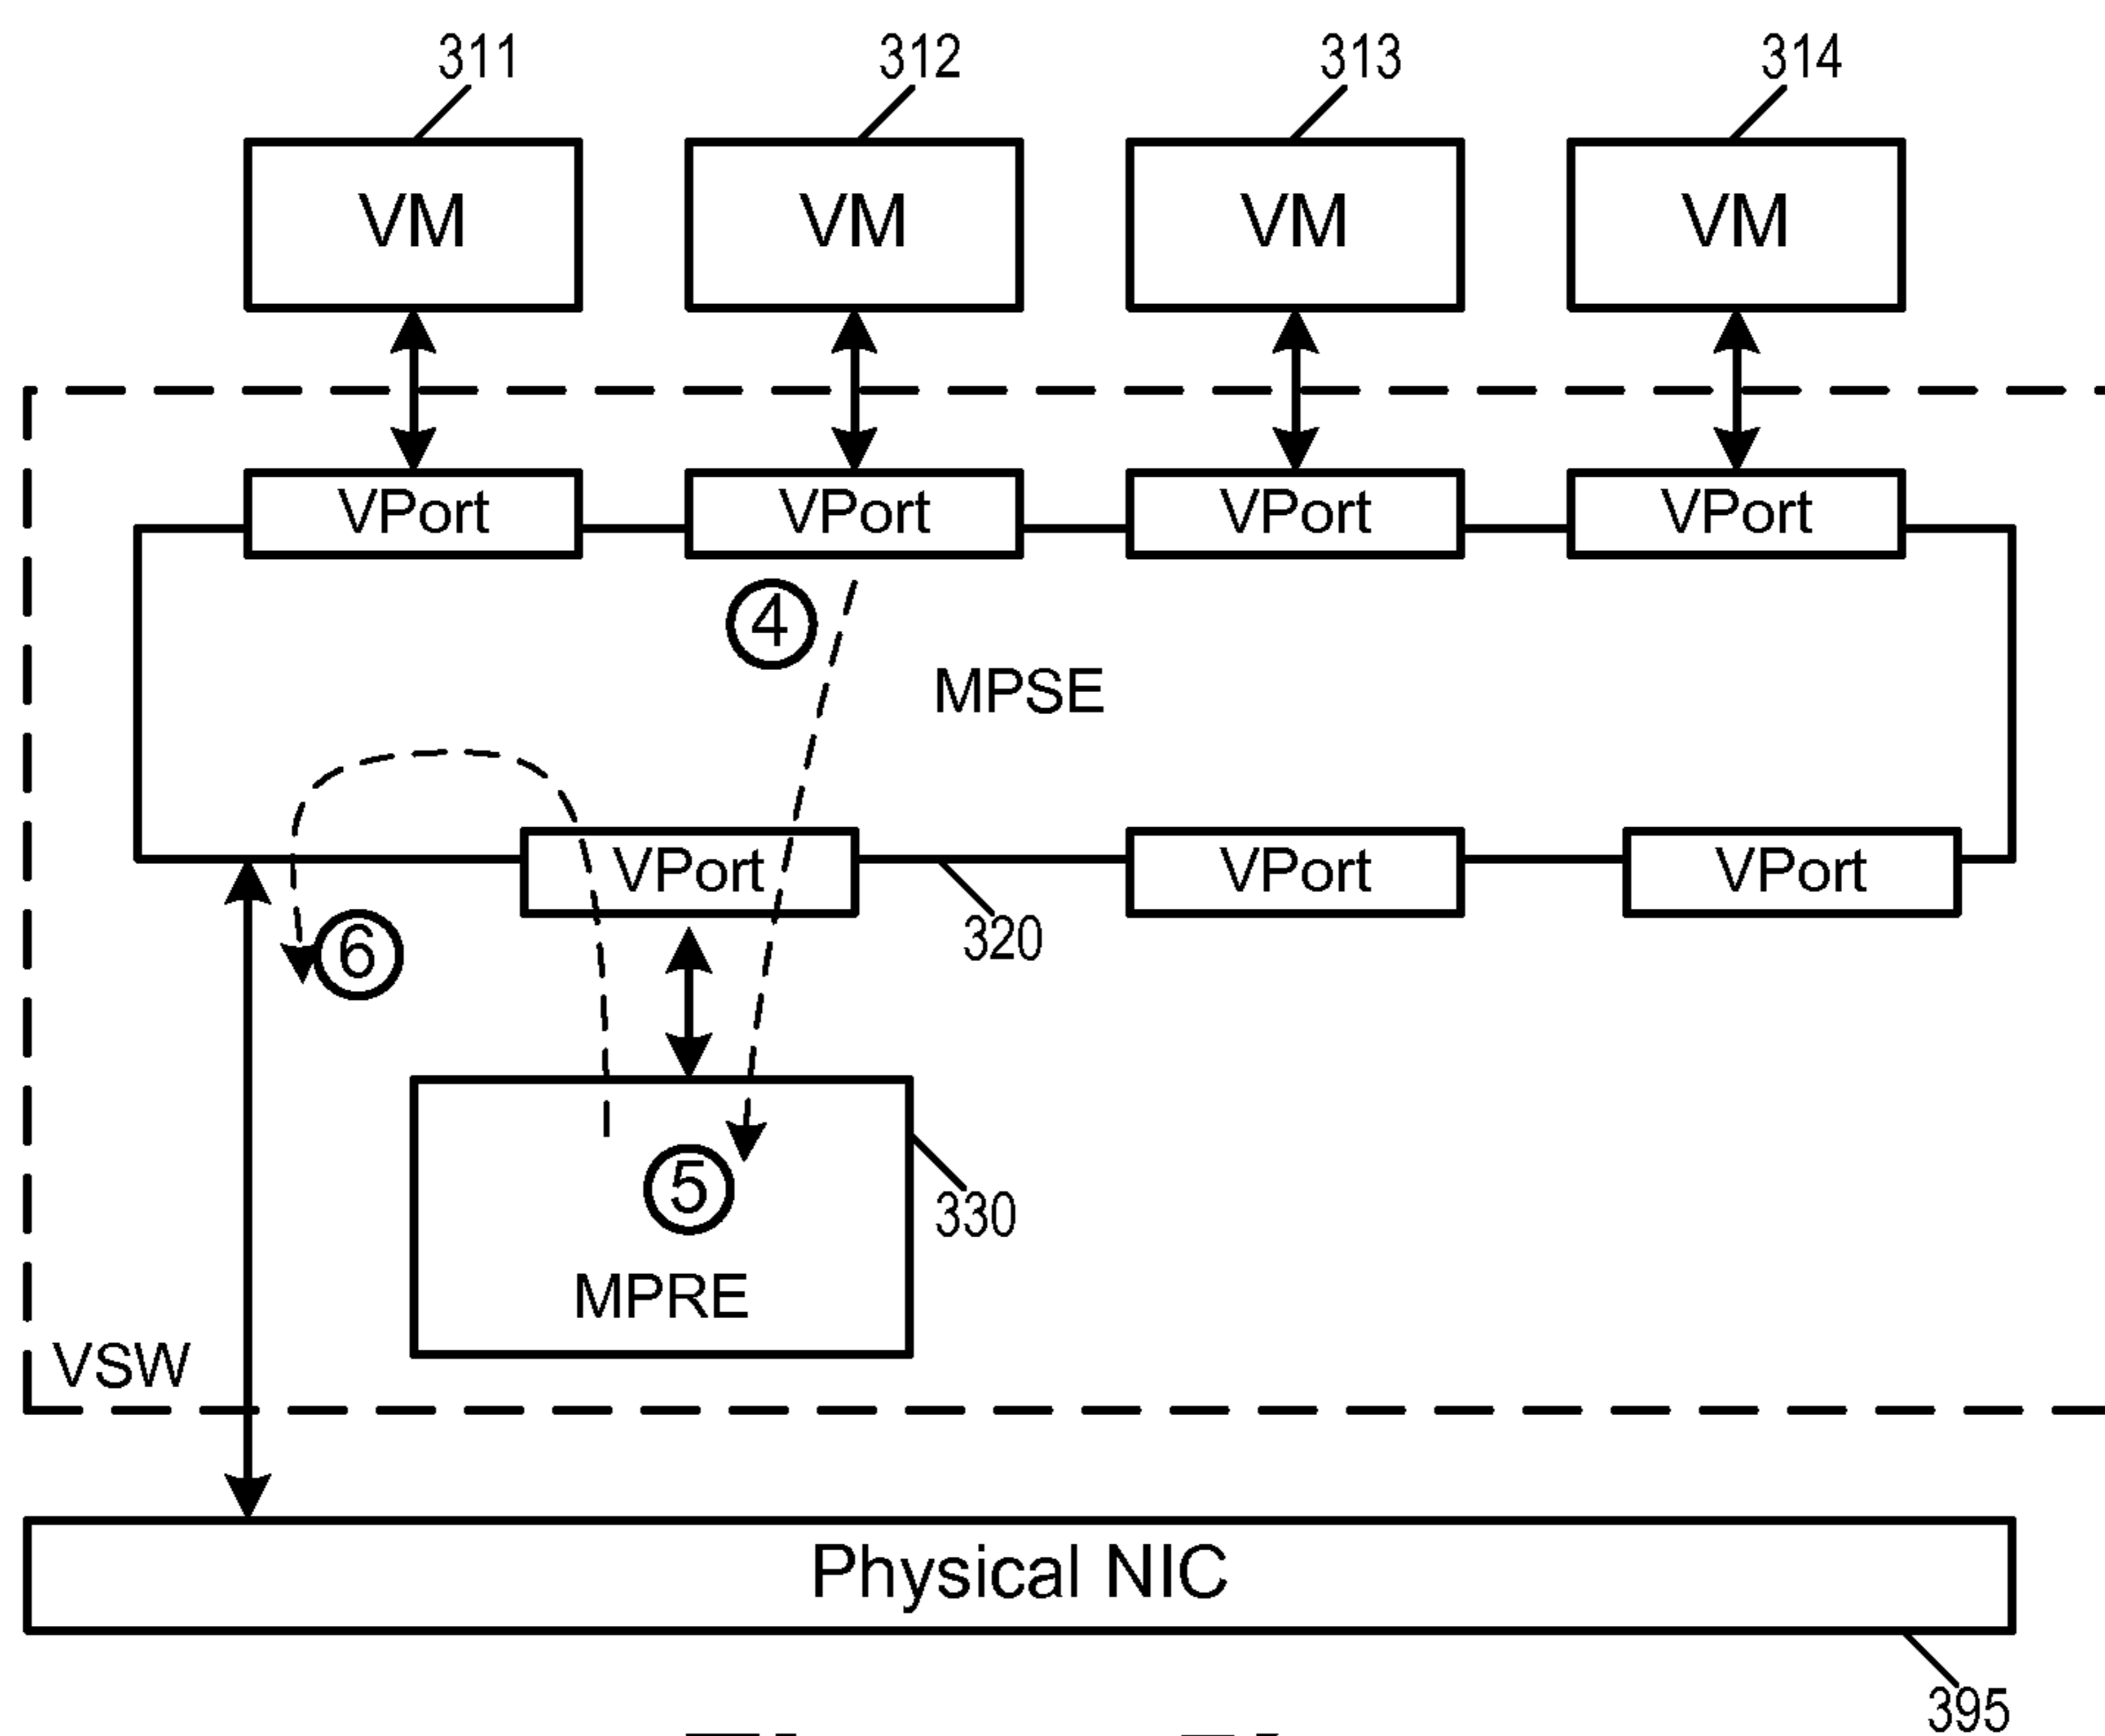 311 312 313 314
VM VM VM VM
VPort VPort VPort VPort
4
MPSE
VPort VPort VPort
320
6
5
330
MPRE
VSW
Physical NIC
395